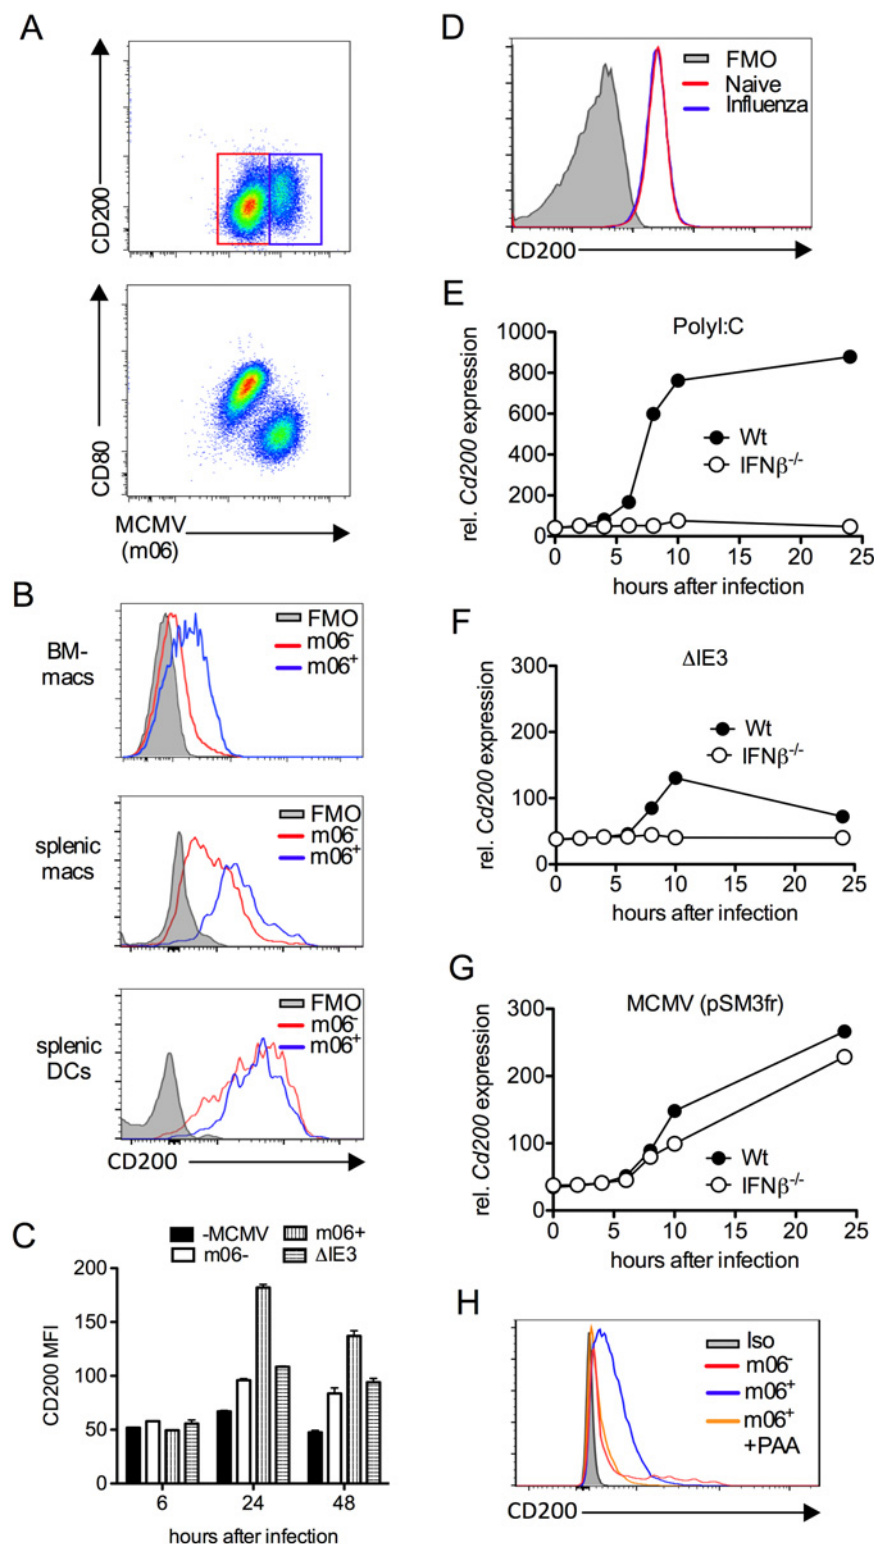 A
CD200
CD80
MCMV
(m06)
B
BM-
macs
FMO
m06-
m06+
splenic
macs
FMO
m06-
m06+
splenic
DCs
FMO
m06-
m06+
CD200
C
-MCMV
m06-
m06+
ΔIE3
CD200 MFI
200
150
100
50
0
6
24
48
hours after infection
D
FMO
Naive
Influenza
CD200
E
PolyI:C
rel. Cd200 expression
1000
800
600
400
200
0
Wt
IFNβ-/-
0 5 10 15 20 25
hours after infection
F
ΔIE3
rel. Cd200 expression
300
200
100
0
Wt
IFNβ-/-
0 5 10 15 20 25
hours after infection
G
MCMV (pSM3fr)
rel. Cd200 expression
300
200
100
0
Wt
IFNβ-/-
0 5 10 15 20 25
hours after infection
H
Iso
m06-
m06+
m06+
+PAA
CD200